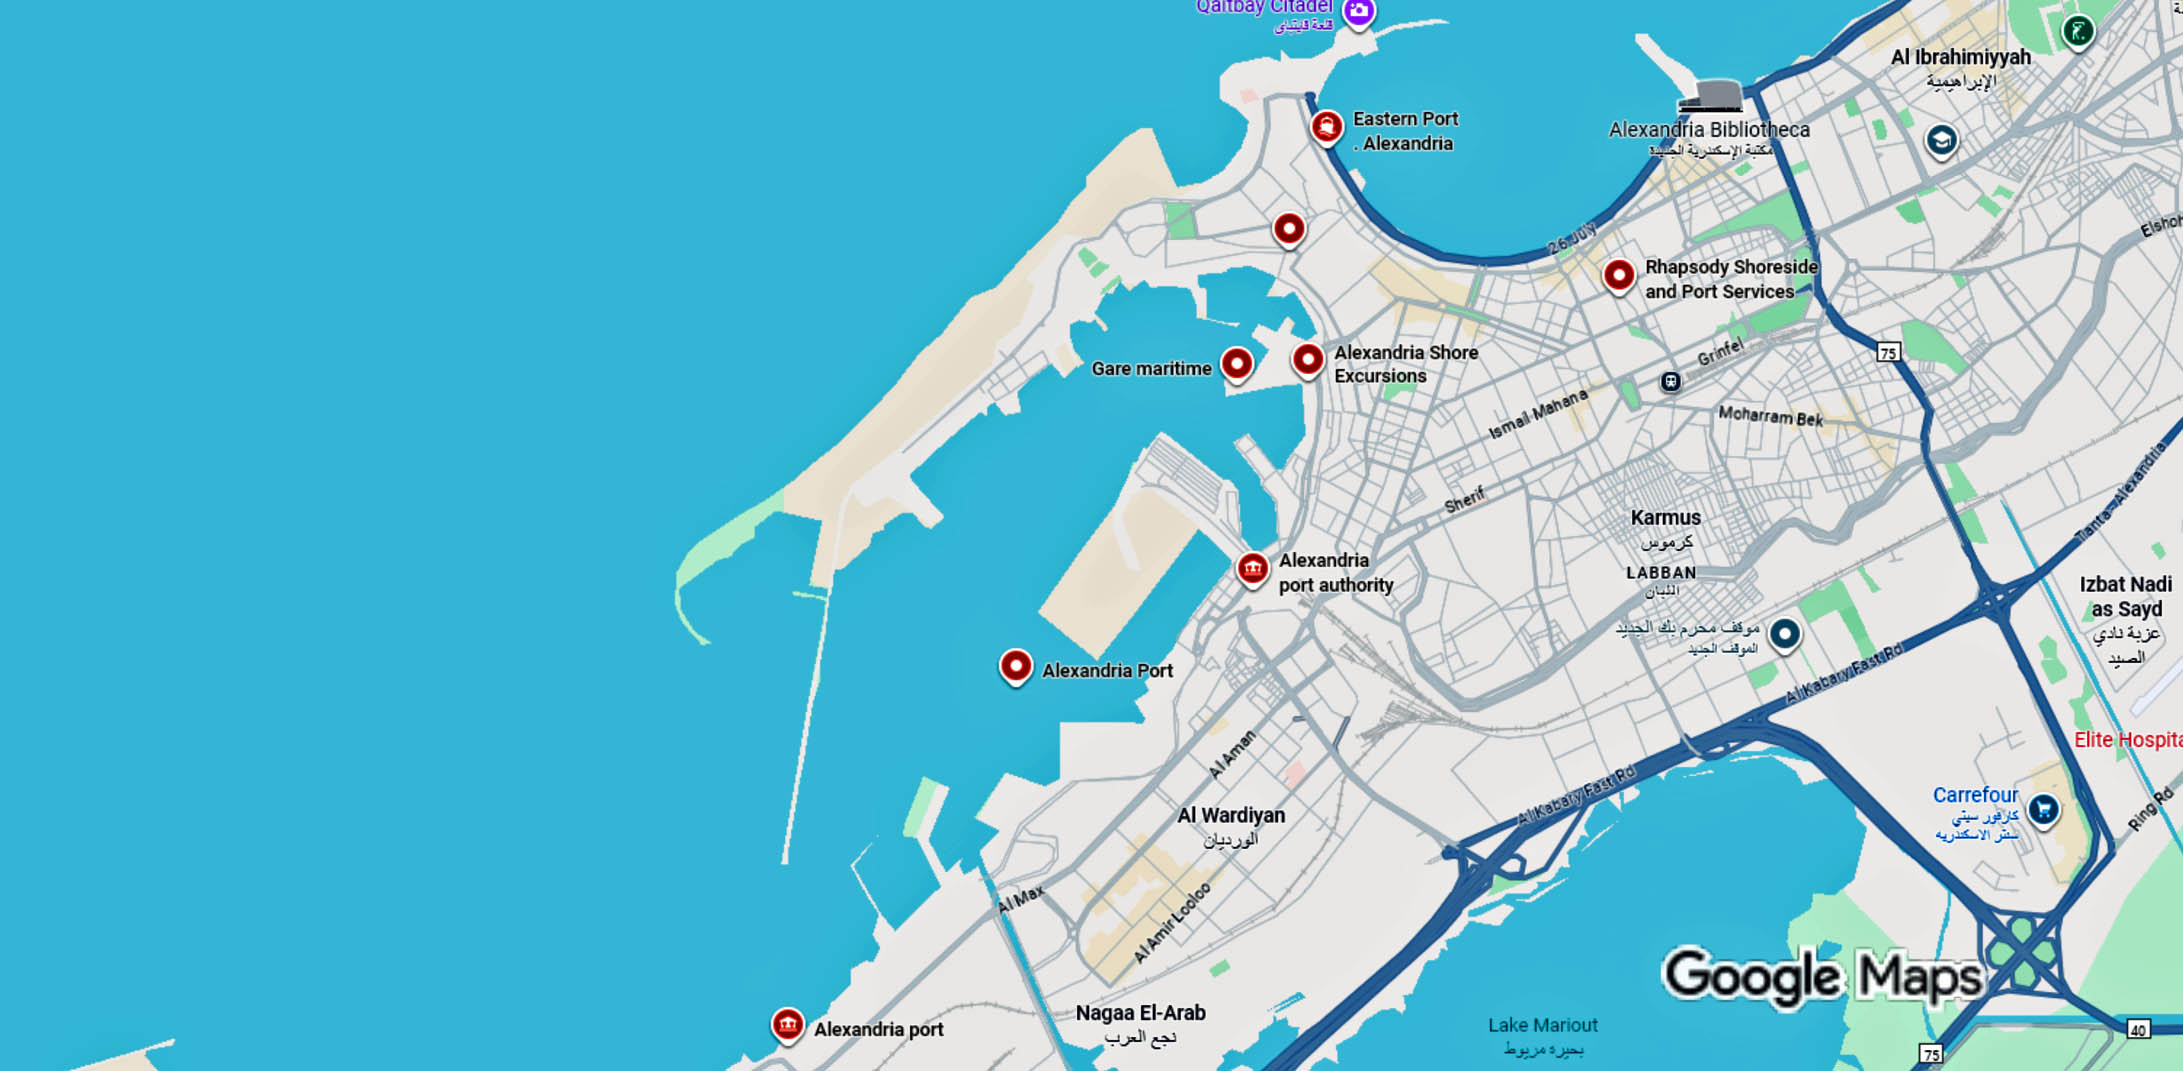 Qaitbay Citadel
قلعة قايتباي
Al Ibrahimiyyah
الإبراهيمية
Eastern Port
. Alexandria
Alexandria Bibliotheca
مكتبة الإسكندرية الجديدة
26 July
Elshoh
Rhapsody Shoreside
and Port Services
Gare maritime
Alexandria Shore
Excursions
Grinfel
75
Ismail Mahana
Moharram Bek
Sherif
Tanta-Alexandria
Karmus
كرموس
LABBAN
اللبان
Alexandria
port authority
Izbat Nadi
as Sayd
عزبة نادي
الصيد
موقف محرم بك الجديد
الموقف الجديد
Al Kabary Fast Rd
Alexandria Port
Al Aman
Elite Hospita
Al Kabary Fast Rd
Carrefour
كارفور سيتي
سنتر الاسكندريه
Ring Rd
Al Wardiyan
الورديان
Al Max
Al Amir Looloo
Google Maps
Nagaa El-Arab
نجع العرب
Alexandria port
Lake Mariout
بحيرة مريوط
40
75